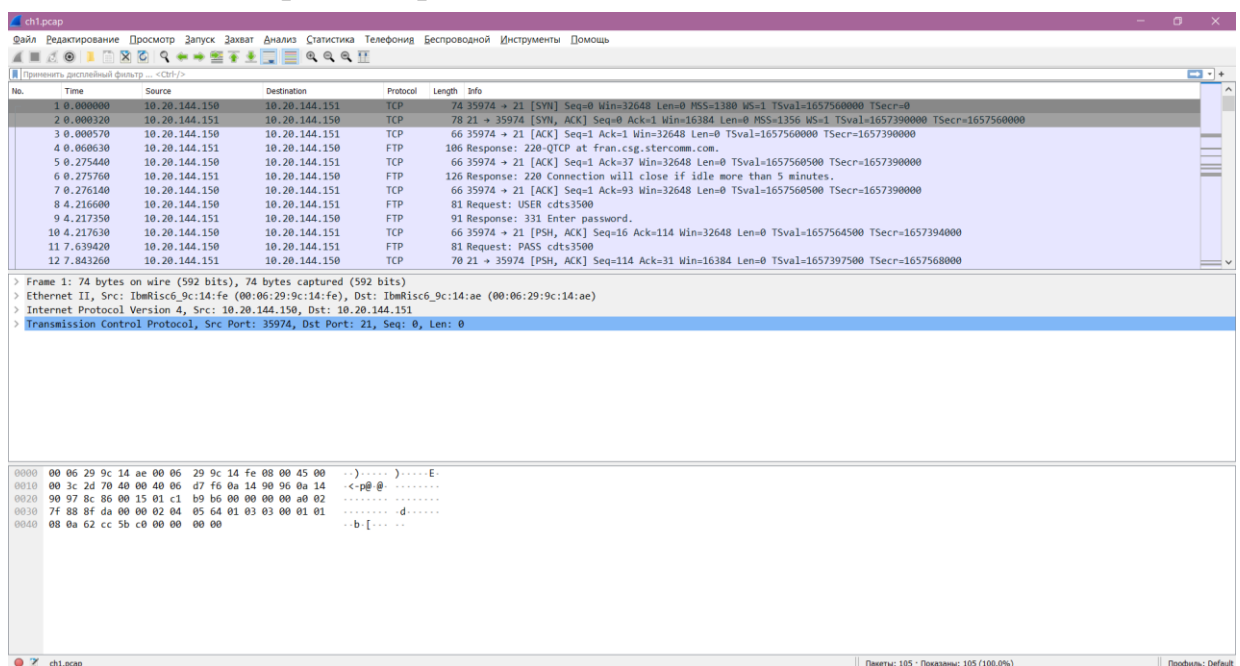 ch1.pcap
Файл Редактирование Просмотр Запуск Захват Анализ Статистика Телефония Беспроводной Инструменты Помощь
Применить дисплейный фильтр ... <Ctrl-/>
No. Time Source Destination Protocol Length Info
1 0.000000 10.20.144.150 10.20.144.151 TCP 74 35974 → 21 [SYN] Seq=0 Win=32648 Len=0 MSS=1380 WS=1 TSval=1657560000 TSecr=0
2 0.000320 10.20.144.151 10.20.144.150 TCP 78 21 → 35974 [SYN, ACK] Seq=0 Ack=1 Win=16384 Len=0 MSS=1356 WS=1 TSval=1657390000 TSecr=1657560000
3 0.000570 10.20.144.150 10.20.144.151 TCP 66 35974 → 21 [ACK] Seq=1 Ack=1 Win=32648 Len=0 TSval=1657560000 TSecr=1657390000
4 0.060630 10.20.144.151 10.20.144.150 FTP 106 Response: 220-QTCP at fran.csg.stercomm.com.
5 0.275440 10.20.144.150 10.20.144.151 TCP 66 35974 → 21 [ACK] Seq=1 Ack=37 Win=32648 Len=0 TSval=1657560500 TSecr=1657390000
6 0.275760 10.20.144.151 10.20.144.150 FTP 126 Response: 220 Connection will close if idle more than 5 minutes.
7 0.276140 10.20.144.150 10.20.144.151 TCP 66 35974 → 21 [ACK] Seq=1 Ack=93 Win=32648 Len=0 TSval=1657560500 TSecr=1657390000
8 4.216600 10.20.144.150 10.20.144.151 FTP 81 Request: USER cdts3500
9 4.217350 10.20.144.151 10.20.144.150 FTP 91 Response: 331 Enter password.
10 4.217630 10.20.144.150 10.20.144.151 TCP 66 35974 → 21 [PSH, ACK] Seq=16 Ack=114 Win=32648 Len=0 TSval=1657564500 TSecr=1657394000
11 7.639420 10.20.144.150 10.20.144.151 FTP 81 Request: PASS cdts3500
12 7.843260 10.20.144.151 10.20.144.150 TCP 70 21 → 35974 [PSH, ACK] Seq=114 Ack=31 Win=16384 Len=0 TSval=1657397500 TSecr=1657568000
> Frame 1: 74 bytes on wire (592 bits), 74 bytes captured (592 bits)
> Ethernet II, Src: IbmRisc6_9c:14:fe (00:06:29:9c:14:fe), Dst: IbmRisc6_9c:14:ae (00:06:29:9c:14:ae)
> Internet Protocol Version 4, Src: 10.20.144.150, Dst: 10.20.144.151
> Transmission Control Protocol, Src Port: 35974, Dst Port: 21, Seq: 0, Len: 0
0000 00 06 29 9c 14 ae 00 06 29 9c 14 fe 08 00 45 00 ··)····· )·····E·
0010 00 3c 2d 70 40 00 40 06 d7 f6 0a 14 90 96 0a 14 ·<-p@·@· ········
0020 90 97 8c 86 00 15 01 c1 b9 b6 00 00 00 00 a0 02 ········ ········
0030 7f 88 8f da 00 00 02 04 05 64 01 03 03 00 01 01 ········ ·d······
0040 08 0a 62 cc 5b c0 00 00 00 00 ··b·[··· ··
ch1.pcap Пакеты: 105 · Показаны: 105 (100.0%) Профиль: Default